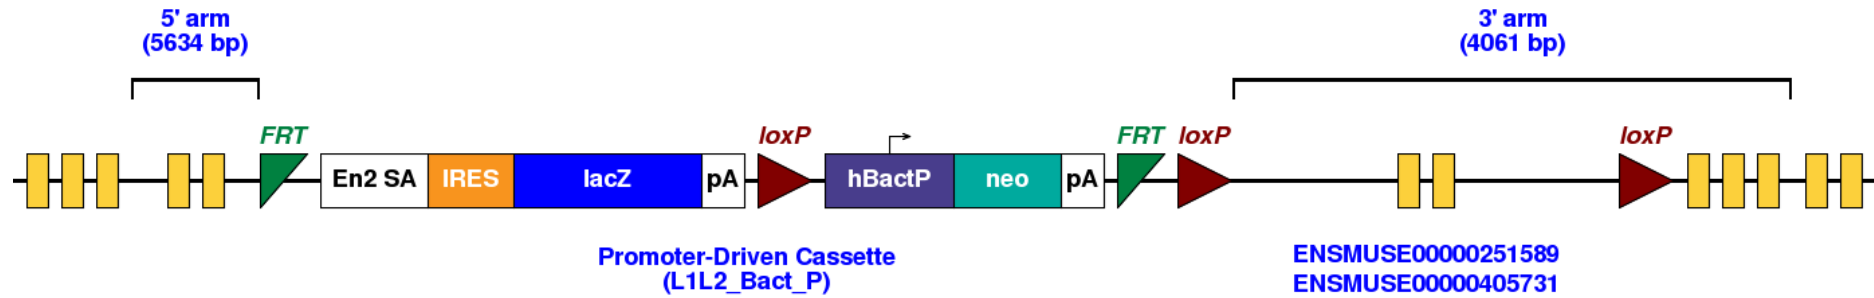 5' arm
(5634 bp)
3' arm
(4061 bp)
FRT
loxP
FRT
loxP
loxP
En2 SA
IRES
lacZ
pA
hBactP
neo
pA
Promoter-Driven Cassette
(L1L2_Bact_P)
ENSMUSE00000251589
ENSMUSE00000405731